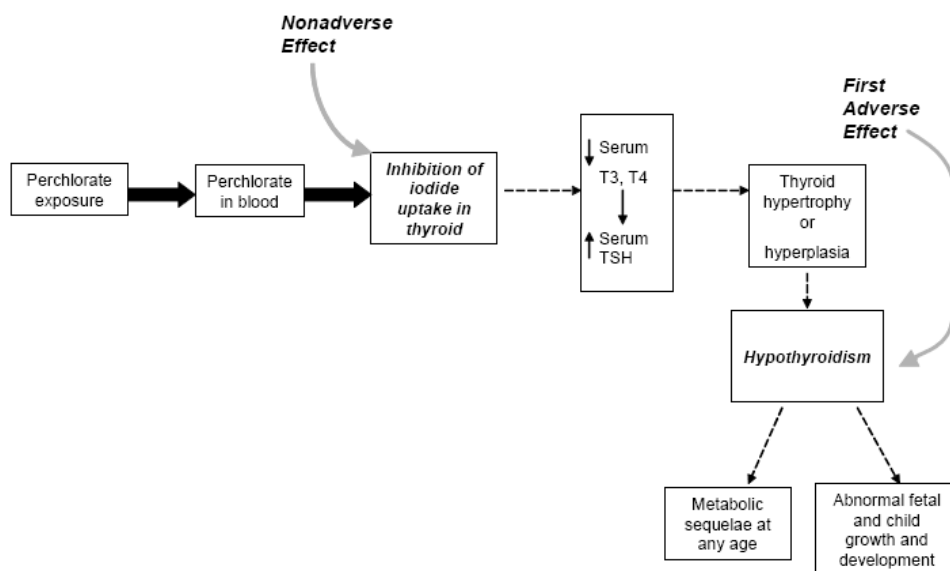 Nonadverse
Effect
First
Adverse
Effect
Perchlorate
exposure
Perchlorate
in blood
Inhibition of
iodide
uptake in
thyroid
Serum
T3, T4
Serum
TSH
Thyroid
hypertrophy
or
hyperplasia
Hypothyroidism
Metabolic
sequelae at
any age
Abnormal fetal
and child
growth and
development